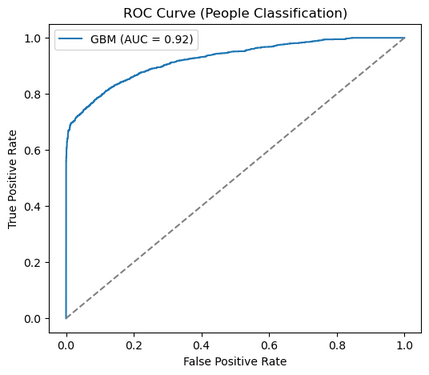 ROC Curve (People Classification)
GBM (AUC = 0.92)
True Positive Rate
1.0
0.8
0.6
0.4
0.2
0.0
0.0 0.2 0.4 0.6 0.8 1.0
False Positive Rate